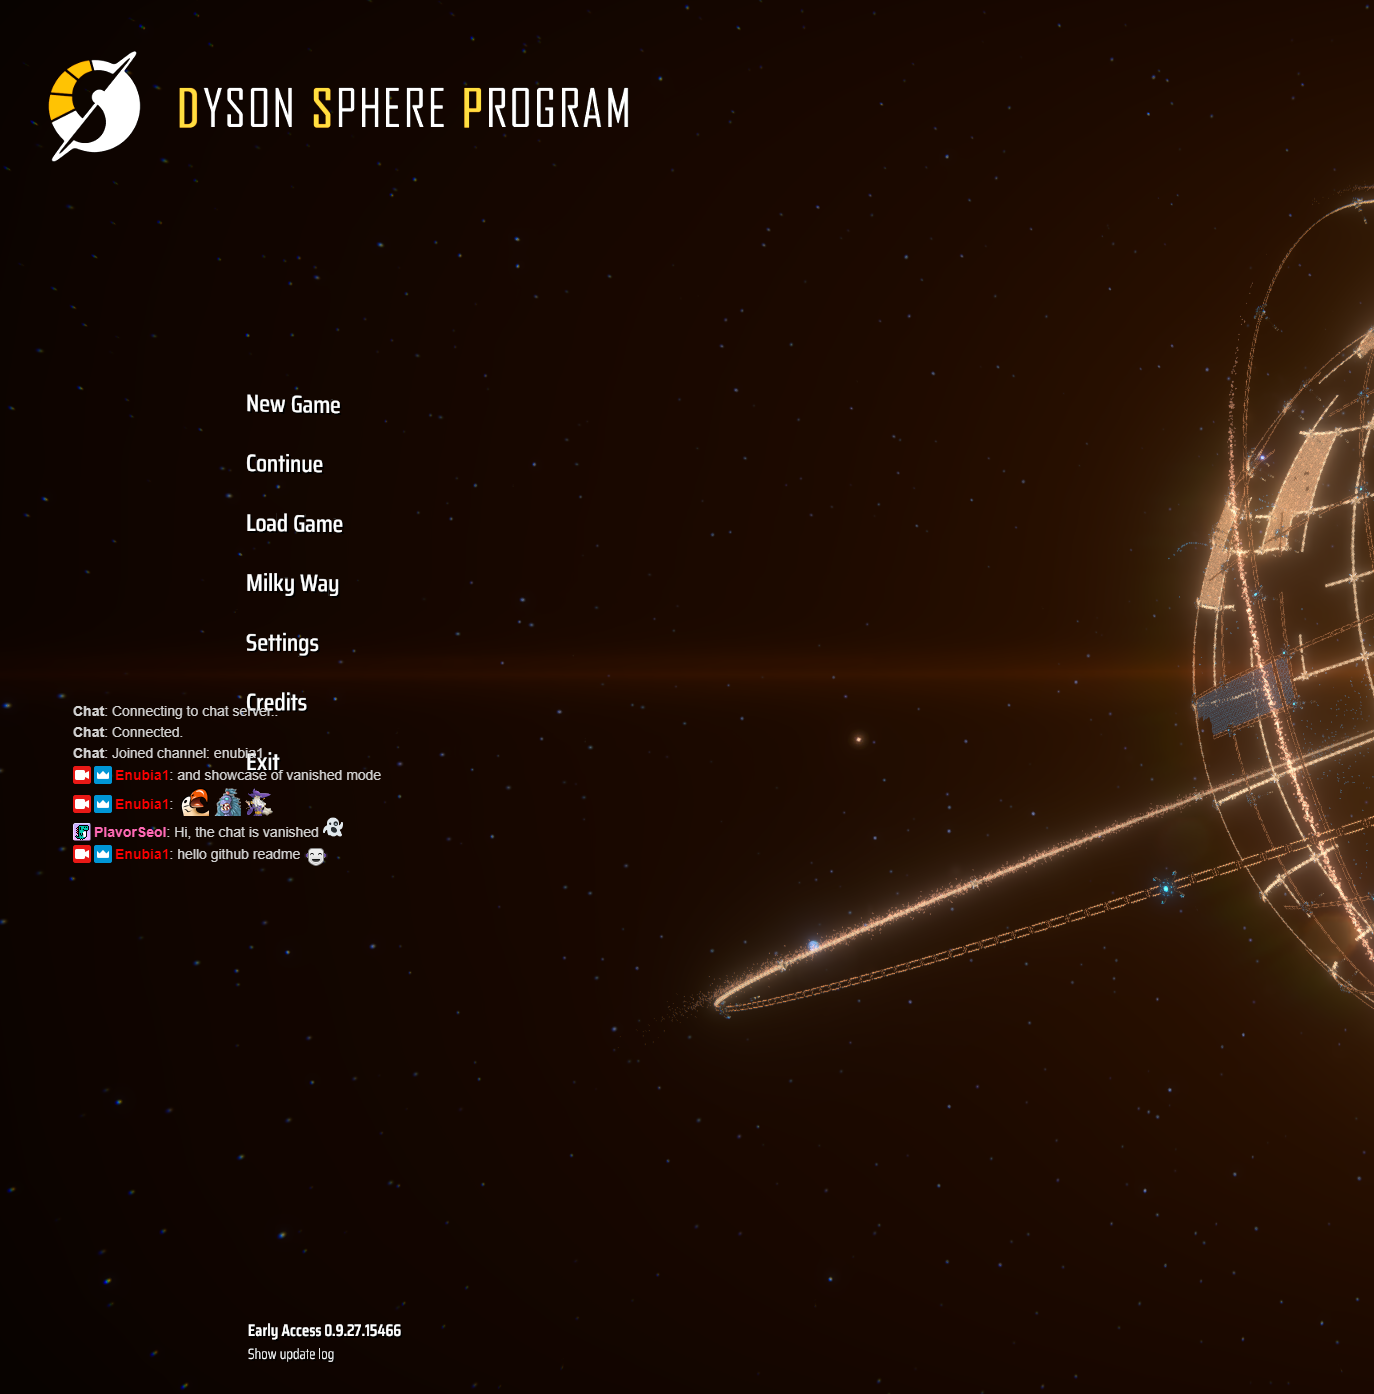 DYSON SPHERE PROGRAM
New Game
Continue
Load Game
Milky Way
Settings
Credits
Chat: Connecting to chat server..
Chat: Connected.
Chat: Joined channel: enubia1
Exit
Enubia1: and showcase of vanished mode
Enubia1:
PlavorSeol: Hi, the chat is vanished
Enubia1: hello github readme
Early Access 0.9.27.15466
Show update log